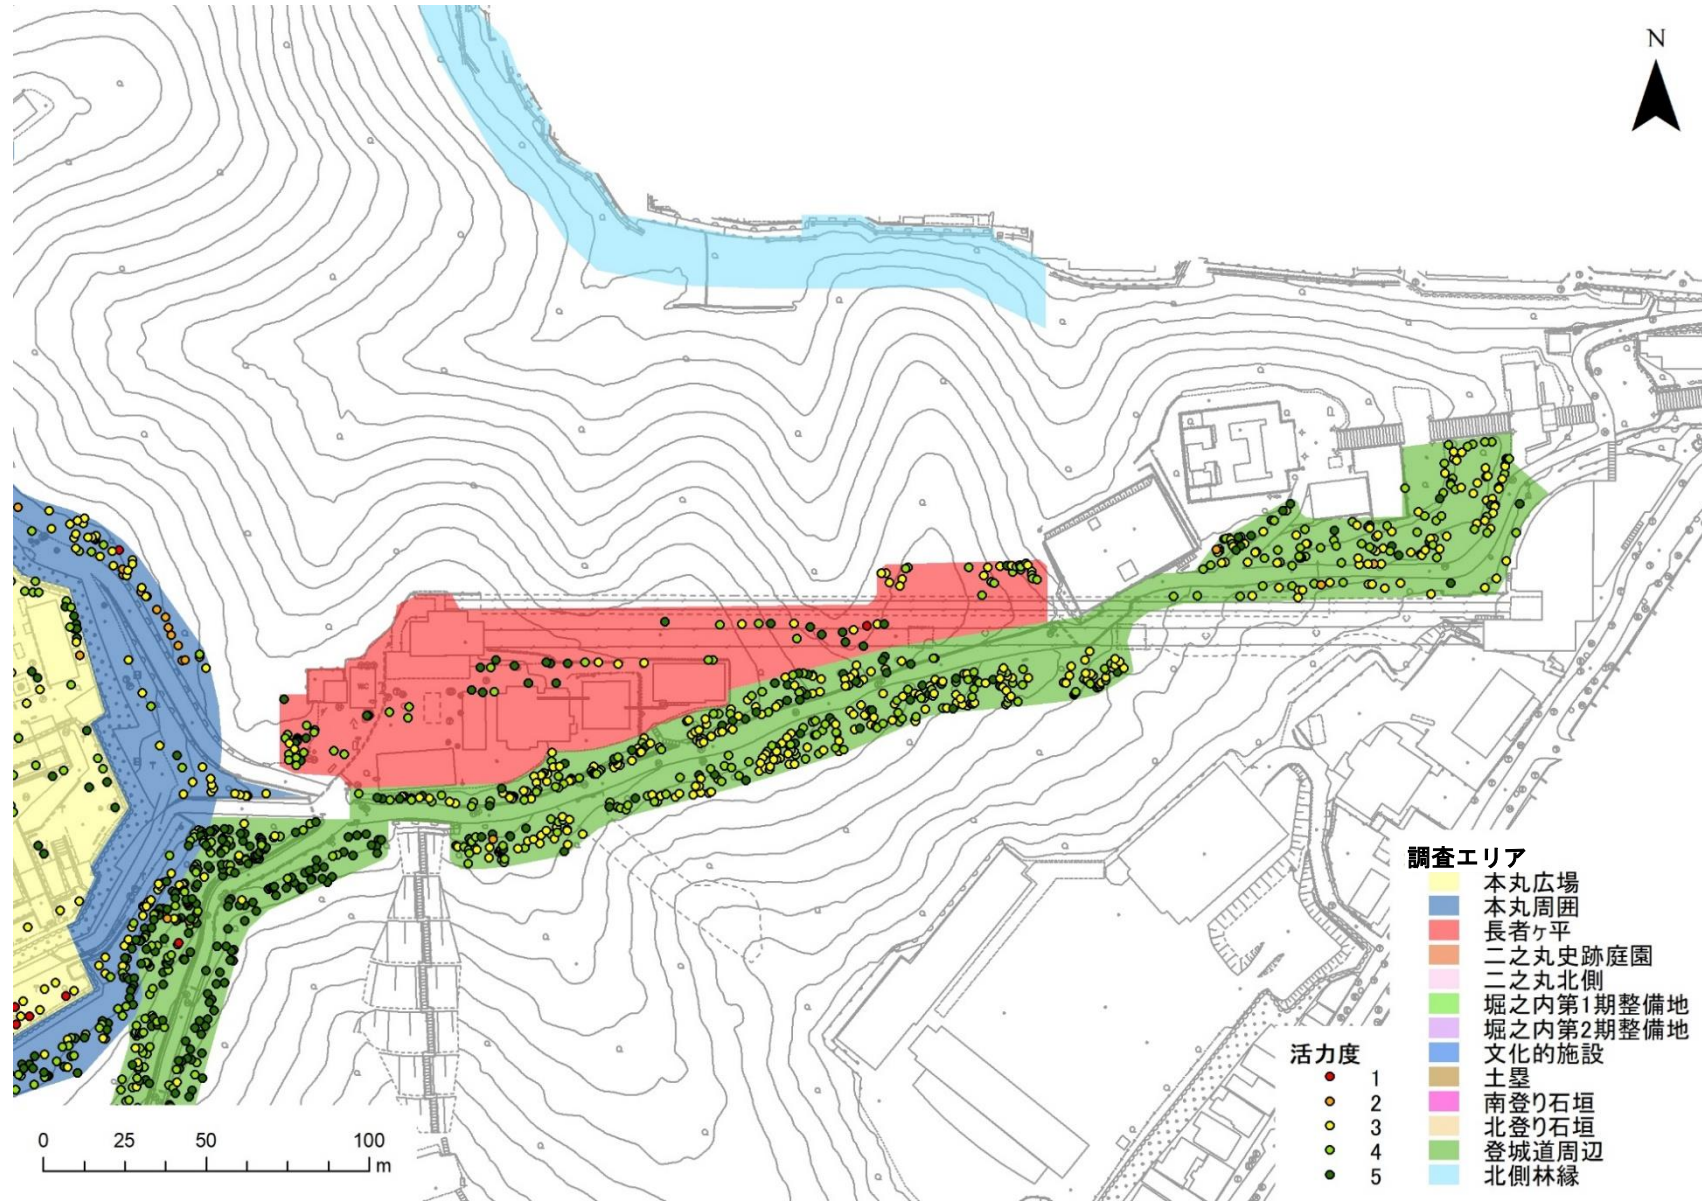 N
調査エリア
本丸広場
本丸周囲
長者ヶ平
二之丸史跡庭園
二之丸北側
堀之内第1期整備地
堀之内第2期整備地
文化的施設
土塁
南登り石垣
北登り石垣
登城道周辺
北側林縁
活力度
1
2
3
4
5
0 25 50 100
m